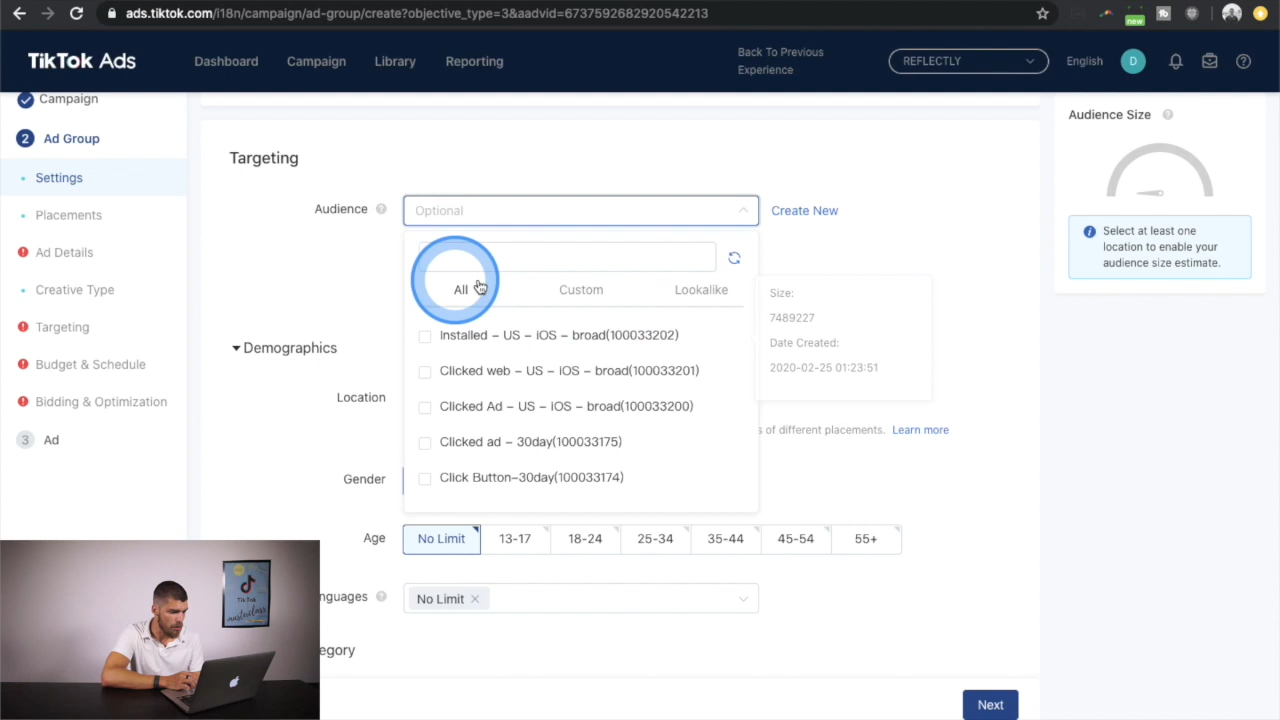 ads.tiktok.com/i18n/campaign/ad-group/create?objective_type=3&aadvid=6737592682920542213
new
TikTok Ads
Dashboard
Campaign
Library
Reporting
Back To Previous
Experience
REFLECTLY
English
D
Campaign
2 Ad Group
Settings
Placements
Ad Details
Creative Type
Targeting
Budget & Schedule
Bidding & Optimization
3 Ad
Targeting
Audience
Optional
Create New
All
Custom
Lookalike
Installed – US – iOS – broad(100033202)
Clicked web – US – iOS – broad(100033201)
Clicked Ad – US – iOS – broad(100033200)
Clicked ad – 30day(100033175)
Click Button–30day(100033174)
Size:
7489227
Date Created:
2020-02-25 01:23:51
Demographics
Location
s of different placements. Learn more
Gender
Age
No Limit
13-17
18-24
25-34
35-44
45-54
55+
nguages
No Limit
egory
Next
Audience Size
Select at least one
location to enable your
audience size estimate.
TikTok